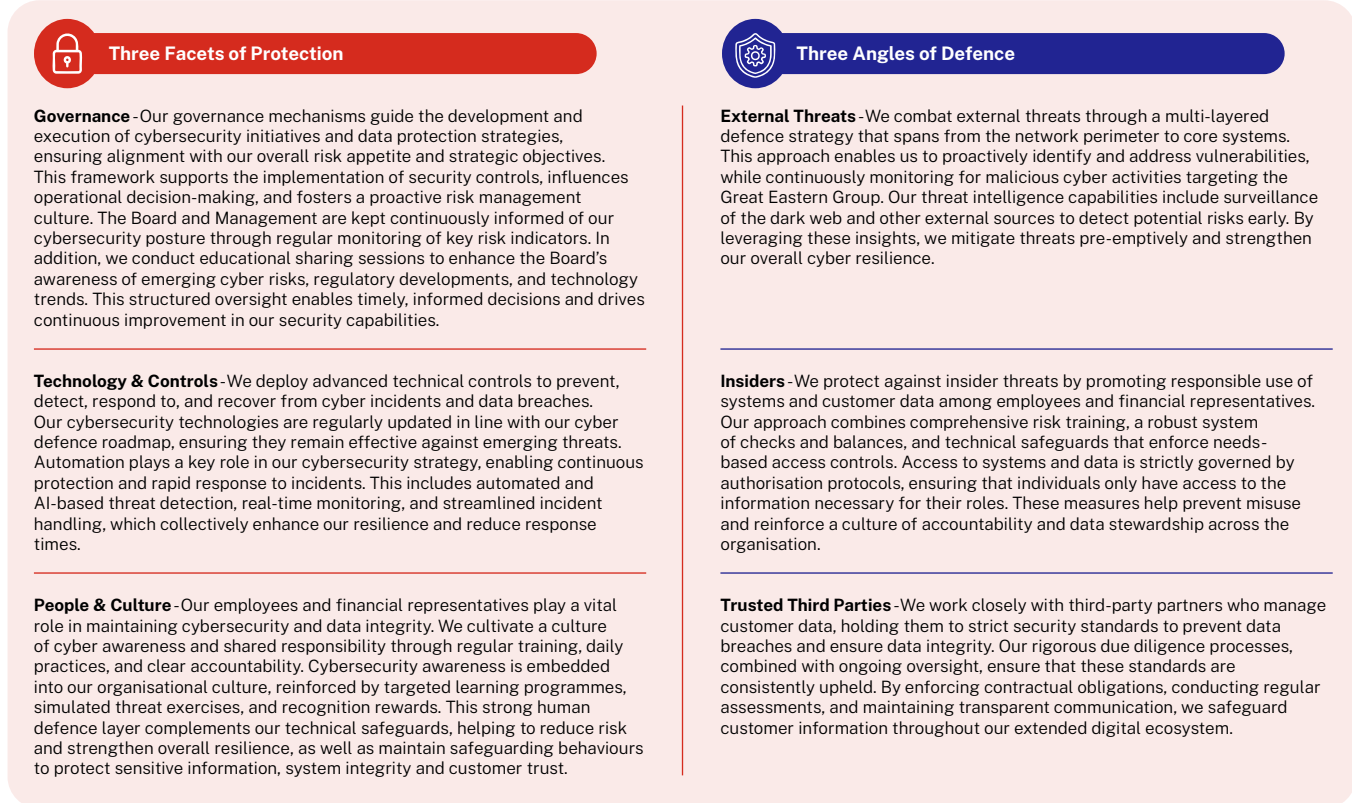 Three Facets of Protection
Governance - Our governance mechanisms guide the development and
execution of cybersecurity initiatives and data protection strategies,
ensuring alignment with our overall risk appetite and strategic objectives.
This framework supports the implementation of security controls, influences
operational decision-making, and fosters a proactive risk management
culture. The Board and Management are kept continuously informed of our
cybersecurity posture through regular monitoring of key risk indicators. In
addition, we conduct educational sharing sessions to enhance the Board’s
awareness of emerging cyber risks, regulatory developments, and technology
trends. This structured oversight enables timely, informed decisions and drives
continuous improvement in our security capabilities.
Technology & Controls - We deploy advanced technical controls to prevent,
detect, respond to, and recover from cyber incidents and data breaches.
Our cybersecurity technologies are regularly updated in line with our cyber
defence roadmap, ensuring they remain effective against emerging threats.
Automation plays a key role in our cybersecurity strategy, enabling continuous
protection and rapid response to incidents. This includes automated and
AI-based threat detection, real-time monitoring, and streamlined incident
handling, which collectively enhance our resilience and reduce response
times.
People & Culture - Our employees and financial representatives play a vital
role in maintaining cybersecurity and data integrity. We cultivate a culture
of cyber awareness and shared responsibility through regular training, daily
practices, and clear accountability. Cybersecurity awareness is embedded
into our organisational culture, reinforced by targeted learning programmes,
simulated threat exercises, and recognition rewards. This strong human
defence layer complements our technical safeguards, helping to reduce risk
and strengthen overall resilience, as well as maintain safeguarding behaviours
to protect sensitive information, system integrity and customer trust.
Three Angles of Defence
External Threats - We combat external threats through a multi-layered
defence strategy that spans from the network perimeter to core systems.
This approach enables us to proactively identify and address vulnerabilities,
while continuously monitoring for malicious cyber activities targeting the
Great Eastern Group. Our threat intelligence capabilities include surveillance
of the dark web and other external sources to detect potential risks early. By
leveraging these insights, we mitigate threats pre-emptively and strengthen
our overall cyber resilience.
Insiders - We protect against insider threats by promoting responsible use of
systems and customer data among employees and financial representatives.
Our approach combines comprehensive risk training, a robust system
of checks and balances, and technical safeguards that enforce needs-
based access controls. Access to systems and data is strictly governed by
authorisation protocols, ensuring that individuals only have access to the
information necessary for their roles. These measures help prevent misuse
and reinforce a culture of accountability and data stewardship across the
organisation.
Trusted Third Parties - We work closely with third-party partners who manage
customer data, holding them to strict security standards to prevent data
breaches and ensure data integrity. Our rigorous due diligence processes,
combined with ongoing oversight, ensure that these standards are
consistently upheld. By enforcing contractual obligations, conducting regular
assessments, and maintaining transparent communication, we safeguard
customer information throughout our extended digital ecosystem.